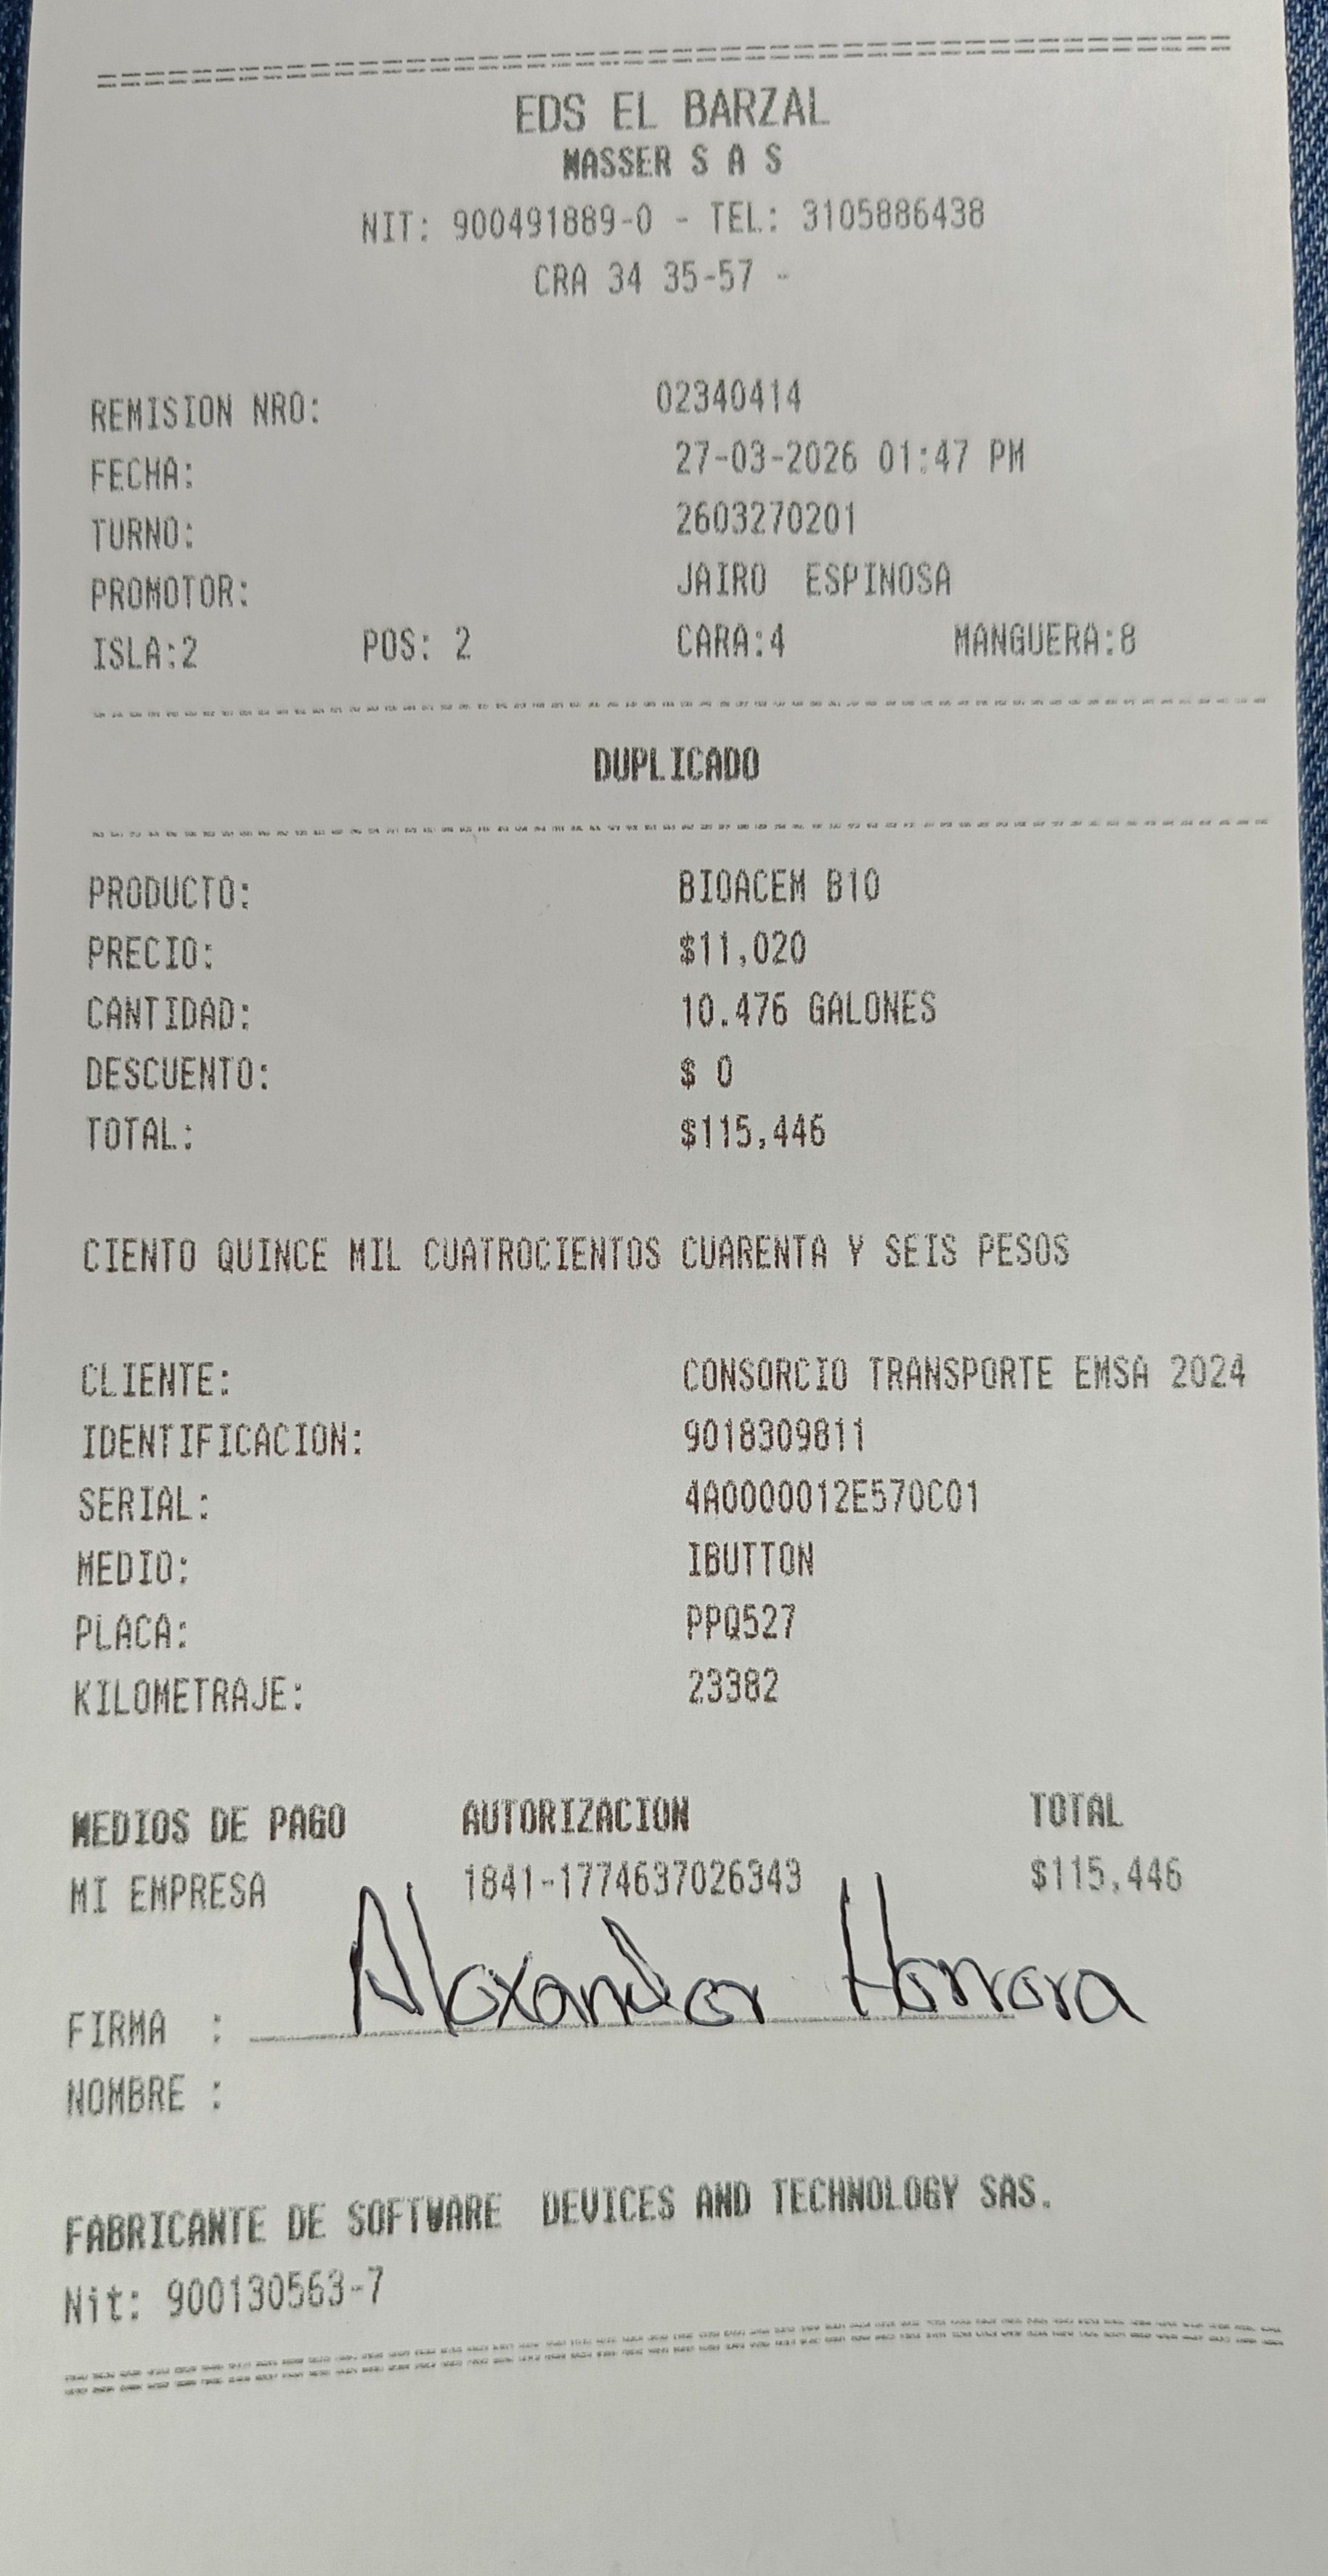 EDS EL BARZAL
MASSER S A S
NIT: 900491889-0 - TEL: 3105886438
CRA 34 35-57 -
REMISION NRO: 02340414
FECHA: 27-03-2026 01:47 PM
TURNO: 2603270201
PROMOTOR: JAIRO ESPINOSA
ISLA:2 POS: 2 CARA:4 MANGUERA:8
DUPLICADO
PRODUCTO: BIOACEM B10
PRECIO: $11,020
CANTIDAD: 10.476 GALONES
DESCUENTO: $ 0
TOTAL: $115,446
CIENTO QUINCE MIL CUATROCIENTOS CUARENTA Y SEIS PESOS
CLIENTE: CONSORCIO TRANSPORTE EMSA 2024
IDENTIFICACION: 9018309811
SERIAL: 4A0000012E570C01
MEDIO: IBUTTON
PLACA: PPQ527
KILOMETRAJE: 23382
MEDIOS DE PAGO AUTORIZACION TOTAL
MI EMPRESA 1841-1774637026343 $115,446
FIRMA : Alexander
NOMBRE :
FABRICANTE DE SOFTWARE DEVICES AND TECHNOLOGY SAS.
Nit: 900130563-7